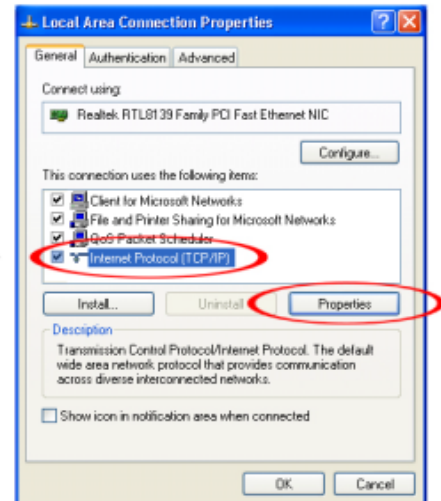 Local Area Connection Properties
General Authentication Advanced
Connect using:
Realtek RTL8139 Family PCI Fast Ethernet NIC
Configure...
This connection uses the following items:
Client for Microsoft Networks
File and Printer Sharing for Microsoft Networks
QoS Packet Scheduler
Internet Protocol (TCP/IP)
Install... Uninstall Properties
Description
Transmission Control Protocol/Internet Protocol. The default
wide area network protocol that provides communication
across diverse interconnected networks.
Show icon in notification area when connected
OK Cancel